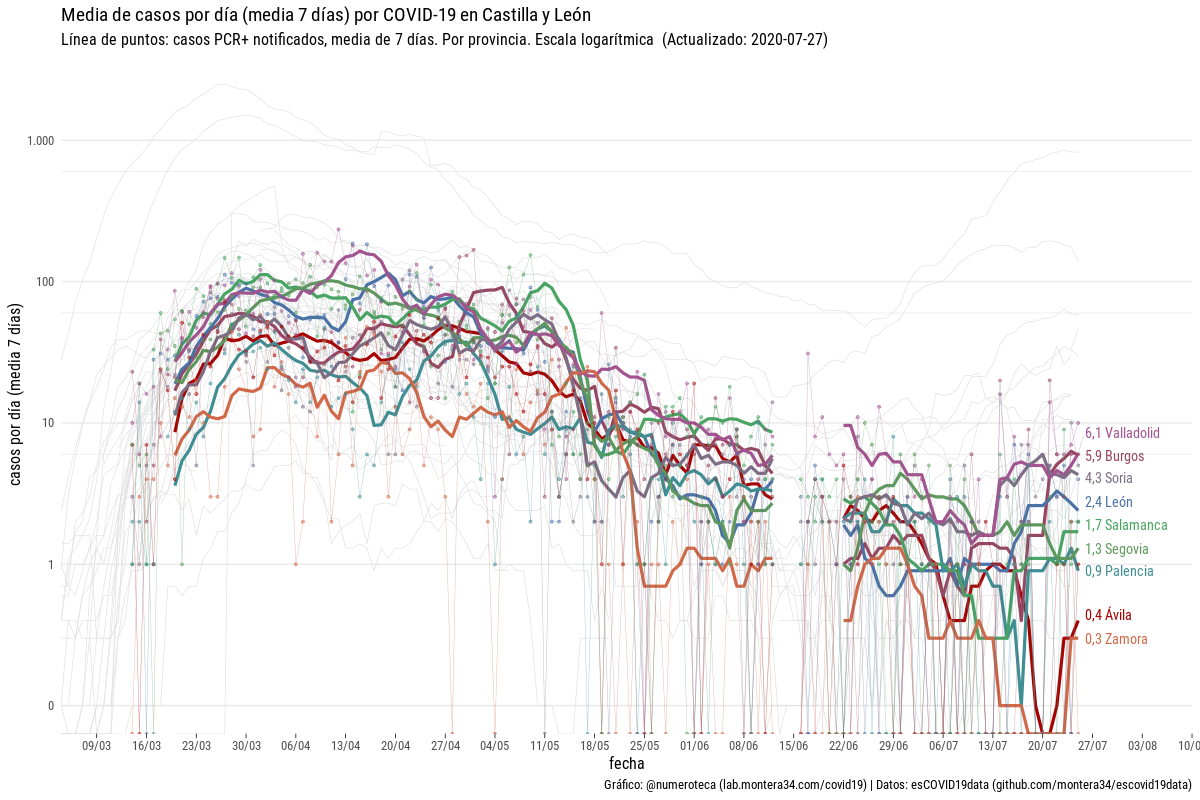 Media de casos por día (media 7 días) por COVID-19 en Castilla y León
Línea de puntos: casos PCR+ notificados, media de 7 días. Por provincia. Escala logarítmica (Actualizado: 2020-07-27)
casos por día (media 7 días)
1.000
100
10
1
0
6,1 Valladolid
5,9 Burgos
4,3 Soria
2,4 León
1,7 Salamanca
1,3 Segovia
0,9 Palencia
0,4 Ávila
0,3 Zamora
09/03 16/03 23/03 30/03 06/04 13/04 20/04 27/04 04/05 11/05 18/05 25/05 01/06 08/06 15/06 22/06 29/06 06/07 13/07 20/07 27/07 03/08 10/0
fecha
Gráfico: @numeroteca (lab.montera34.com/covid19) | Datos: esCOVID19data (github.com/montera34/escovid19data)